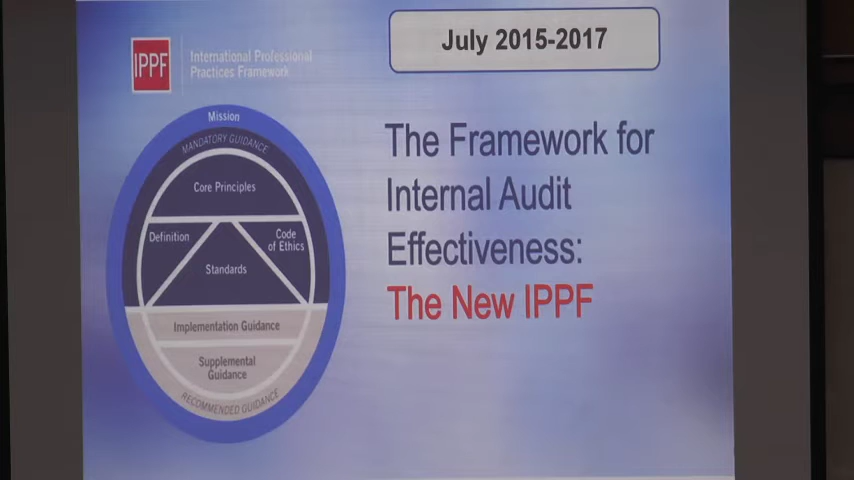 July 2015-2017
IPPF
International Professional
Practices Framework
Mission
MANDATORY GUIDANCE
Core Principles
Definition
Code
of Ethics
Standards
Implementation Guidance
Supplemental
Guidance
RECOMMENDED GUIDANCE
The Framework for
Internal Audit
Effectiveness:
The New IPPF